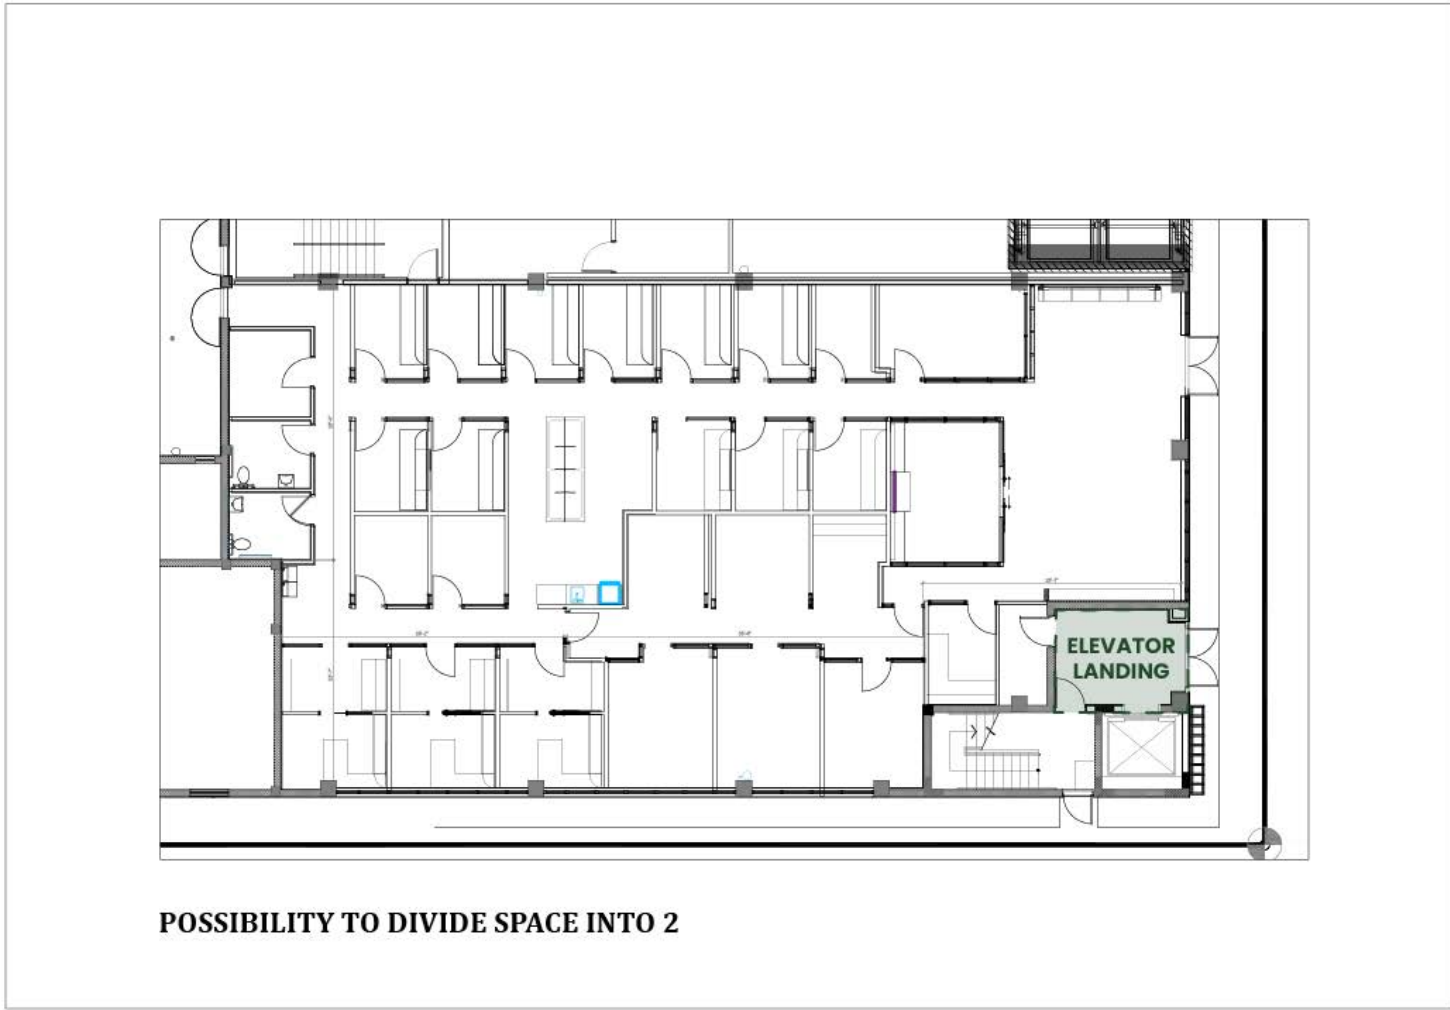 ELEVATOR
LANDING
POSSIBILITY TO DIVIDE SPACE INTO 2